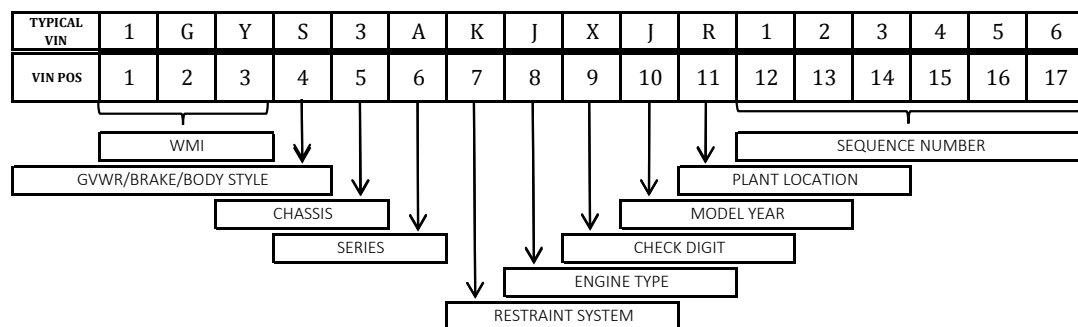 TYPICAL VIN 1 G Y S 3 A K J X J R 1 2 3 4 5 6
VIN POS 1 2 3 4 5 6 7 8 9 10 11 12 13 14 15 16 17
WMI SEQUENCE NUMBER
GVWR/BRAKE/BODY STYLE PLANT LOCATION
CHASSIS MODEL YEAR
SERIES CHECK DIGIT
ENGINE TYPE
RESTRAINT SYSTEM